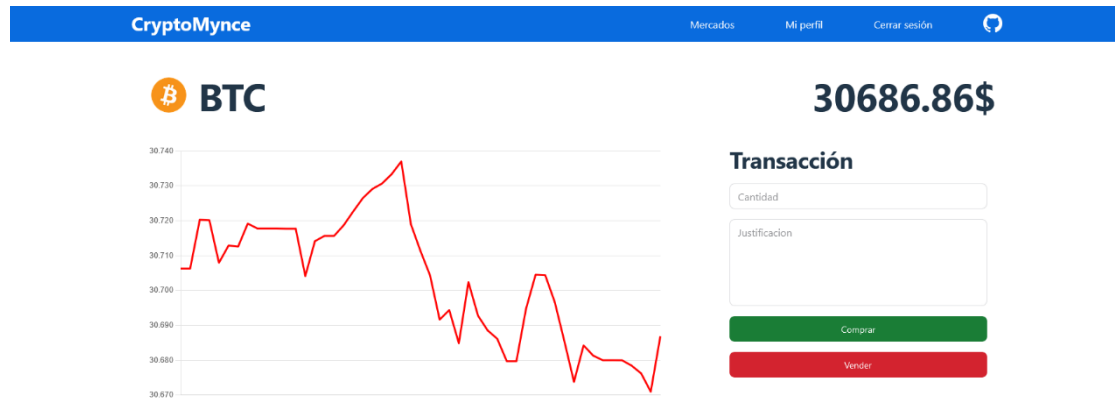 CryptoMynce
Mercados
Mi perfil
Cerrar sesión
BTC
30686.86$
30.740
30.730
30.720
30.710
30.700
30.690
30.680
30.670
Transacción
Cantidad
Justificacion
Comprar
Vender